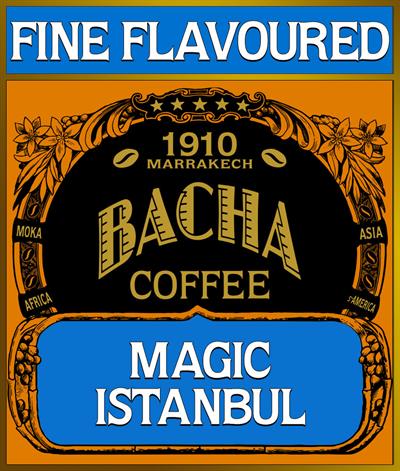 FINE FLAVOURED
1910
MARRAKECH
BACHA
COFFEE
MOKA
ASIA
AFRICA
S-AMERICA
MAGIC
ISTANBUL